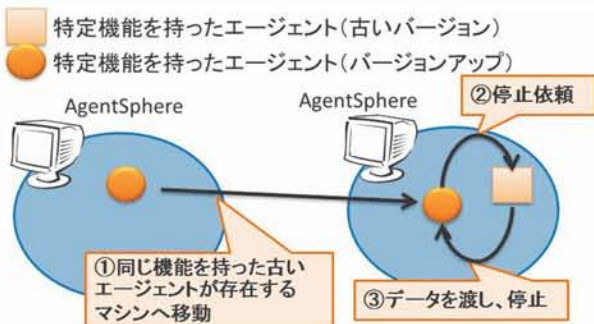 特定機能を持ったエージェント(古いバージョン)
特定機能を持ったエージェント(バージョンアップ)
AgentSphere
AgentSphere
②停止依頼
①同じ機能を持った古い
エージェントが存在する
マシンへ移動
③データを渡し、停止